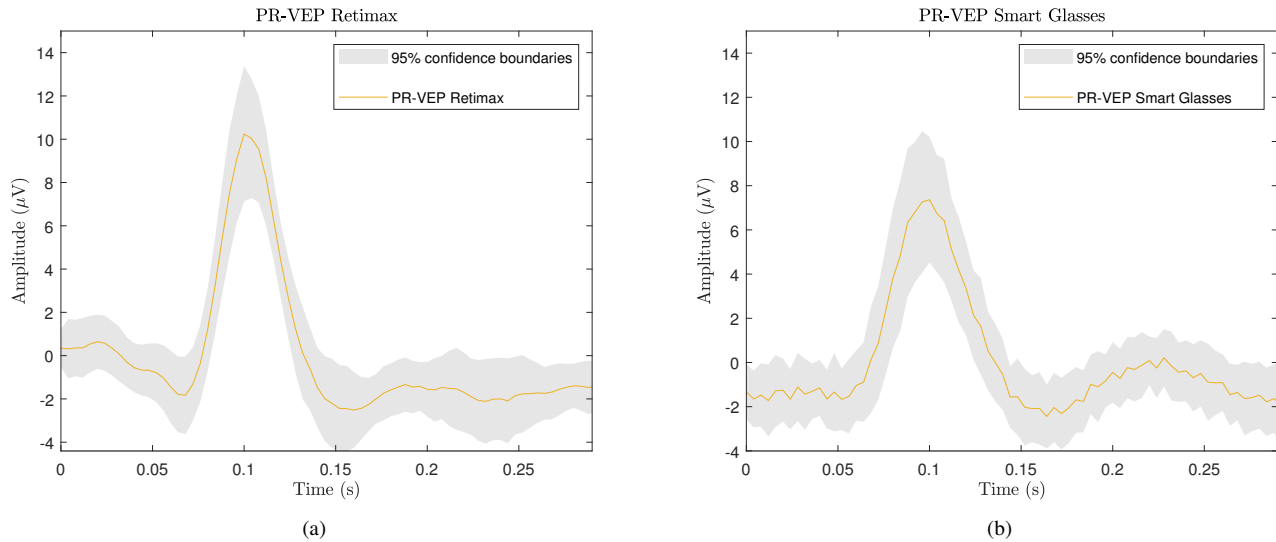 PR-VEP Retimax
14
12
10
8
6
4
2
0
-2
-4
Amplitude (μV)
95% confidence boundaries
PR-VEP Retimax
0
0.05
0.1
0.15
0.2
0.25
Time (s)
(a)
PR-VEP Smart Glasses
14
12
10
8
6
4
2
0
-2
-4
Amplitude (μV)
95% confidence boundaries
PR-VEP Smart Glasses
0
0.05
0.1
0.15
0.2
0.25
Time (s)
(b)